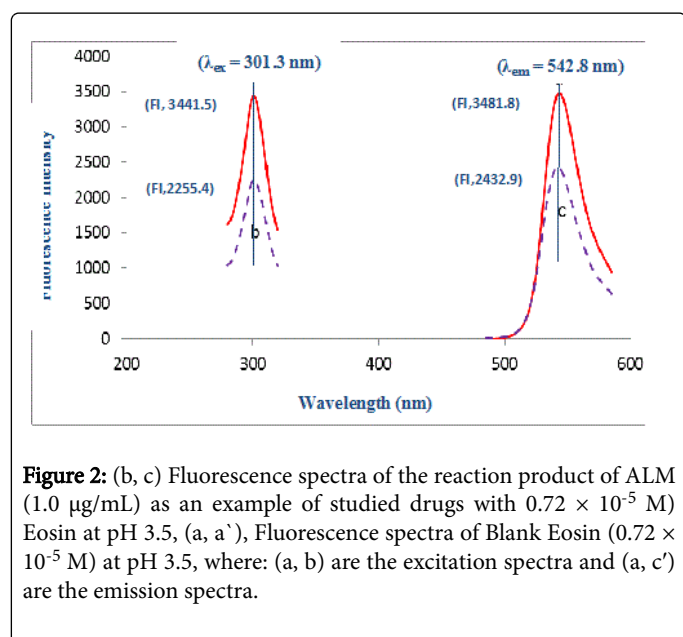 4000
3500
3000
2500
2000
1500
1000
500
0
(λex = 301.3 nm)
(λem = 542.8 nm)
(FI, 3441.5)
(FI, 3481.8)
(FI,2255.4)
(FI,2432.9)
b
c
Fluorescence Intensity
200 300 400 500 600
Wavelength (nm)
Figure 2: (b, c) Fluorescence spectra of the reaction product of ALM
(1.0 µg/mL) as an example of studied drugs with 0.72 × 10-5 M)
Eosin at pH 3.5, (a, a`), Fluorescence spectra of Blank Eosin (0.72 ×
10-5 M) at pH 3.5, where: (a, b) are the excitation spectra and (a, c′)
are the emission spectra.